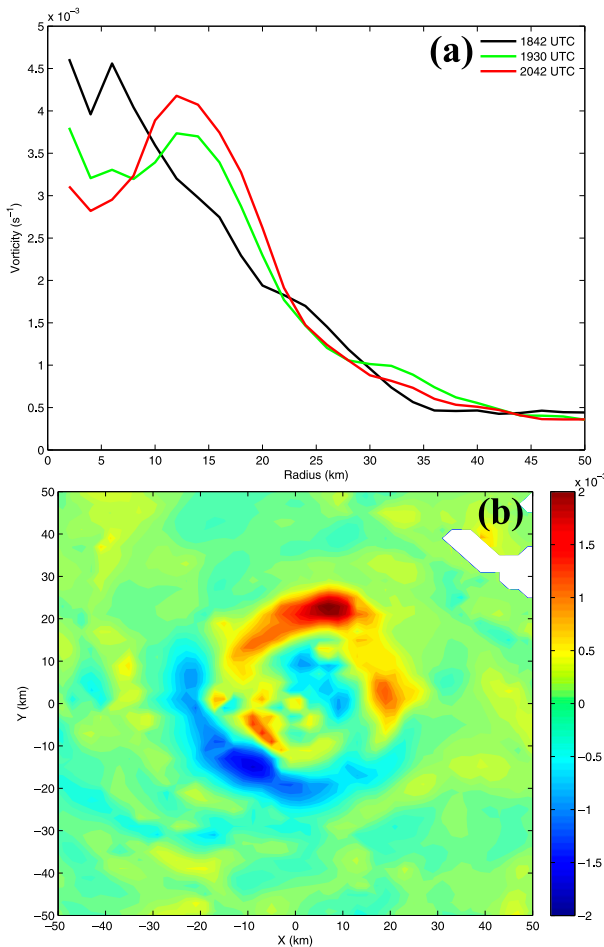 x 10⁻³
(a)
1842 UTC
1930 UTC
2042 UTC
5
4.5
4
3.5
3
2.5
2
1.5
1
0.5
0
Vorticity (s⁻¹)
0 5 10 15 20 25 30 35 40 45 50
Radius (km)
(b)
x 10⁻³
50
40
30
20
10
0
−10
−20
−30
−40
−50
Y (km)
−50 −40 −30 −20 −10 0 10 20 30 40 50
X (km)
2
1.5
1
0.5
0
−0.5
−1
−1.5
−2